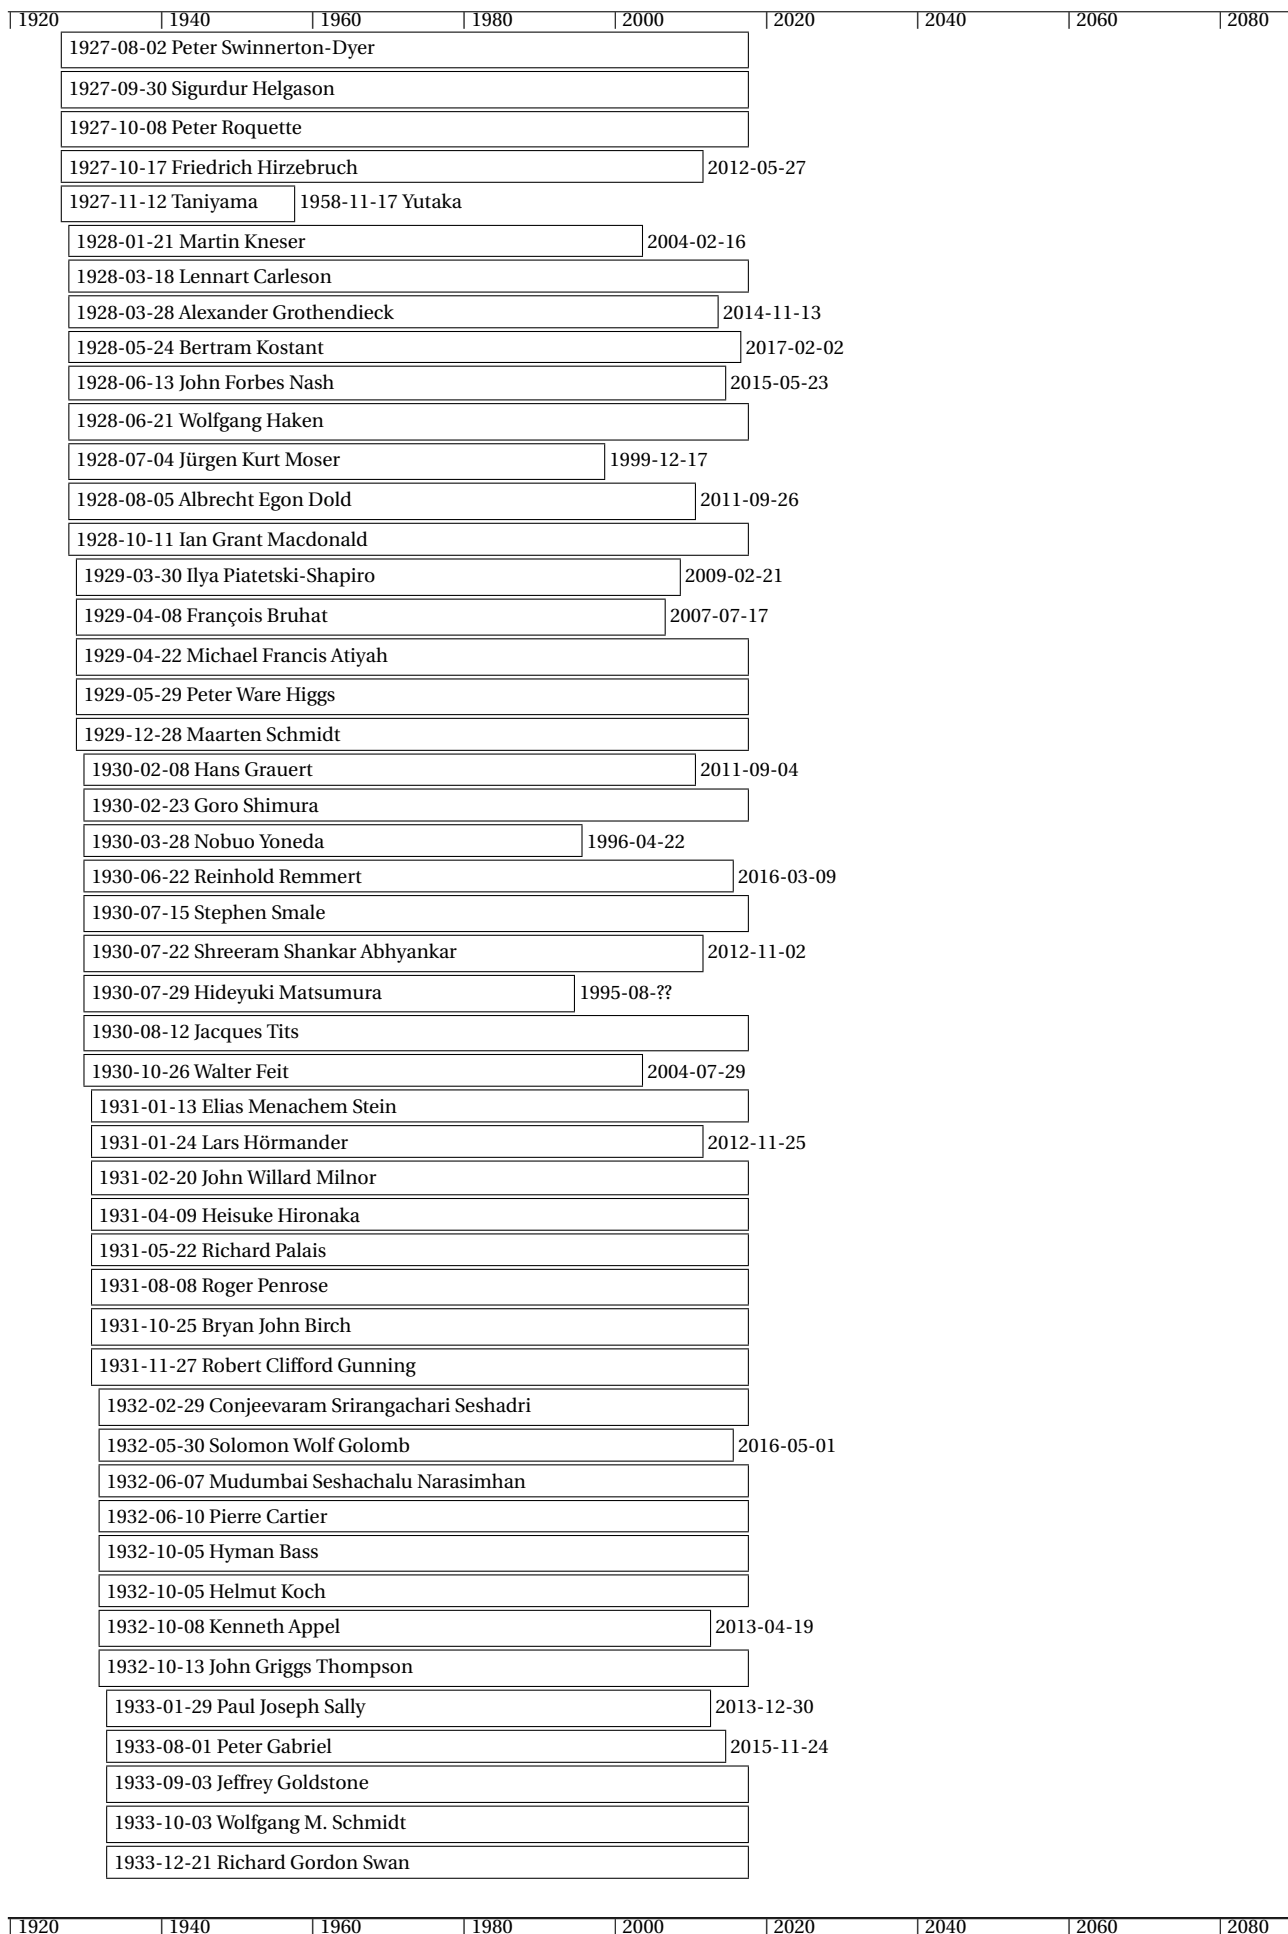 1920 1940 1960 1980 2000 2020 2040 2060 2080
1927-08-02 Peter Swinnerton-Dyer
1927-09-30 Sigurdur Helgason
1927-10-08 Peter Roquette
1927-10-17 Friedrich Hirzebruch 2012-05-27
1927-11-12 Taniyama 1958-11-17 Yutaka
1928-01-21 Martin Kneser 2004-02-16
1928-03-18 Lennart Carleson
1928-03-28 Alexander Grothendieck 2014-11-13
1928-05-24 Bertram Kostant 2017-02-02
1928-06-13 John Forbes Nash 2015-05-23
1928-06-21 Wolfgang Haken
1928-07-04 Jürgen Kurt Moser 1999-12-17
1928-08-05 Albrecht Egon Dold 2011-09-26
1928-10-11 Ian Grant Macdonald
1929-03-30 Ilya Piatetski-Shapiro 2009-02-21
1929-04-08 François Bruhat 2007-07-17
1929-04-22 Michael Francis Atiyah
1929-05-29 Peter Ware Higgs
1929-12-28 Maarten Schmidt
1930-02-08 Hans Grauert 2011-09-04
1930-02-23 Goro Shimura
1930-03-28 Nobuo Yoneda 1996-04-22
1930-06-22 Reinhold Remmert 2016-03-09
1930-07-15 Stephen Smale
1930-07-22 Shreeram Shankar Abhyankar 2012-11-02
1930-07-29 Hideyuki Matsumura 1995-08-??
1930-08-12 Jacques Tits
1930-10-26 Walter Feit 2004-07-29
1931-01-13 Elias Menachem Stein
1931-01-24 Lars Hörmander 2012-11-25
1931-02-20 John Willard Milnor
1931-04-09 Heisuke Hironaka
1931-05-22 Richard Palais
1931-08-08 Roger Penrose
1931-10-25 Bryan John Birch
1931-11-27 Robert Clifford Gunning
1932-02-29 Conjeevaram Srirangachari Seshadri
1932-05-30 Solomon Wolf Golomb 2016-05-01
1932-06-07 Mudumbai Seshachalu Narasimhan
1932-06-10 Pierre Cartier
1932-10-05 Hyman Bass
1932-10-05 Helmut Koch
1932-10-08 Kenneth Appel 2013-04-19
1932-10-13 John Griggs Thompson
1933-01-29 Paul Joseph Sally 2013-12-30
1933-08-01 Peter Gabriel 2015-11-24
1933-09-03 Jeffrey Goldstone
1933-10-03 Wolfgang M. Schmidt
1933-12-21 Richard Gordon Swan
1920 1940 1960 1980 2000 2020 2040 2060 2080